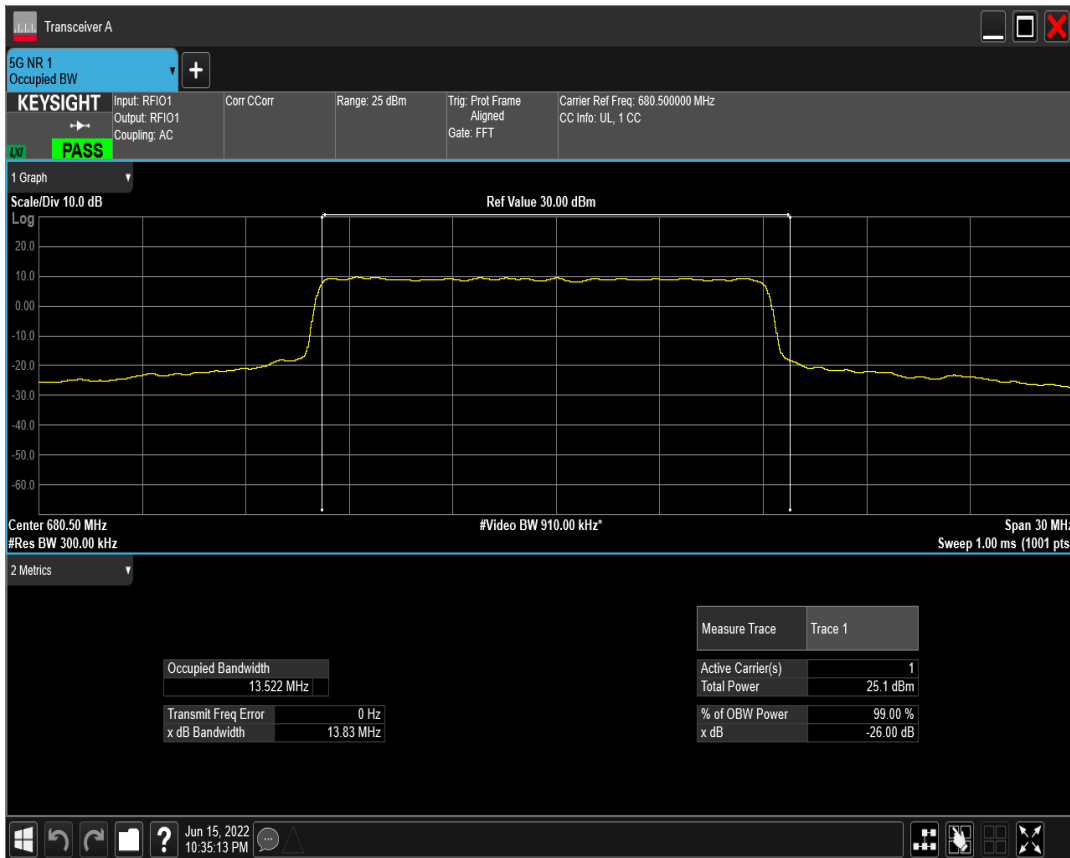 Transceiver A
5G NR 1
Occupied BW
+
KEYSIGHT
LXI
PASS
Input: RFIO1
Output: RFIO1
Coupling: AC
Corr CCorr
Range: 25 dBm
Trig: Prot Frame
Aligned
Gate: FFT
Carrier Ref Freq: 680.500000 MHz
CC Info: UL, 1 CC
1 Graph
Scale/Div 10.0 dB
Ref Value 30.00 dBm
Log
20.0
10.0
0.00
-10.0
-20.0
-30.0
-40.0
-50.0
-60.0
Center 680.50 MHz
#Video BW 910.00 kHz*
Span 30 MHz
#Res BW 300.00 kHz
Sweep 1.00 ms (1001 pts
2 Metrics
Measure Trace Trace 1
Occupied Bandwidth
13.522 MHz
Active Carrier(s) 1
Total Power 25.1 dBm
Transmit Freq Error 0 Hz
x dB Bandwidth 13.83 MHz
% of OBW Power 99.00 %
x dB -26.00 dB
?
Jun 15, 2022
10:35:13 PM